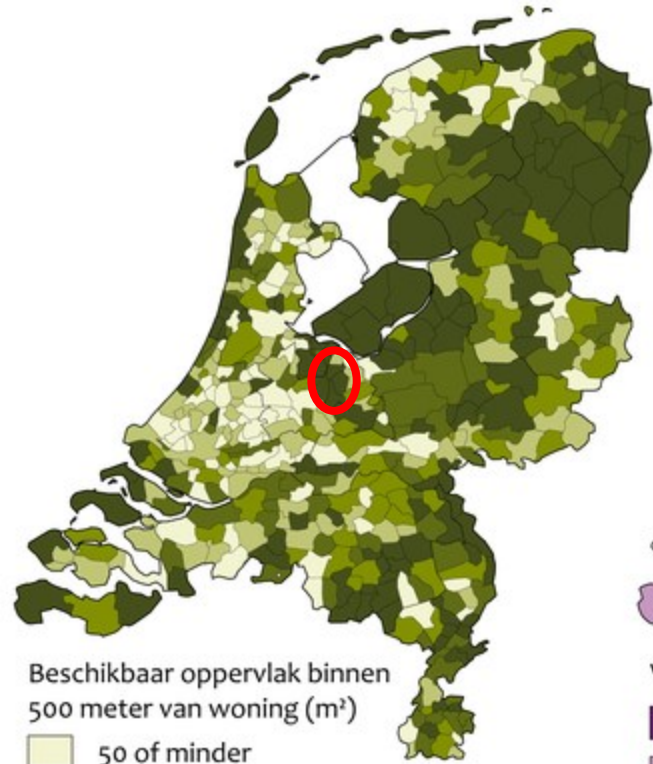 Beschikbaar oppervlak binnen
500 meter van woning (m²)
50 of minder